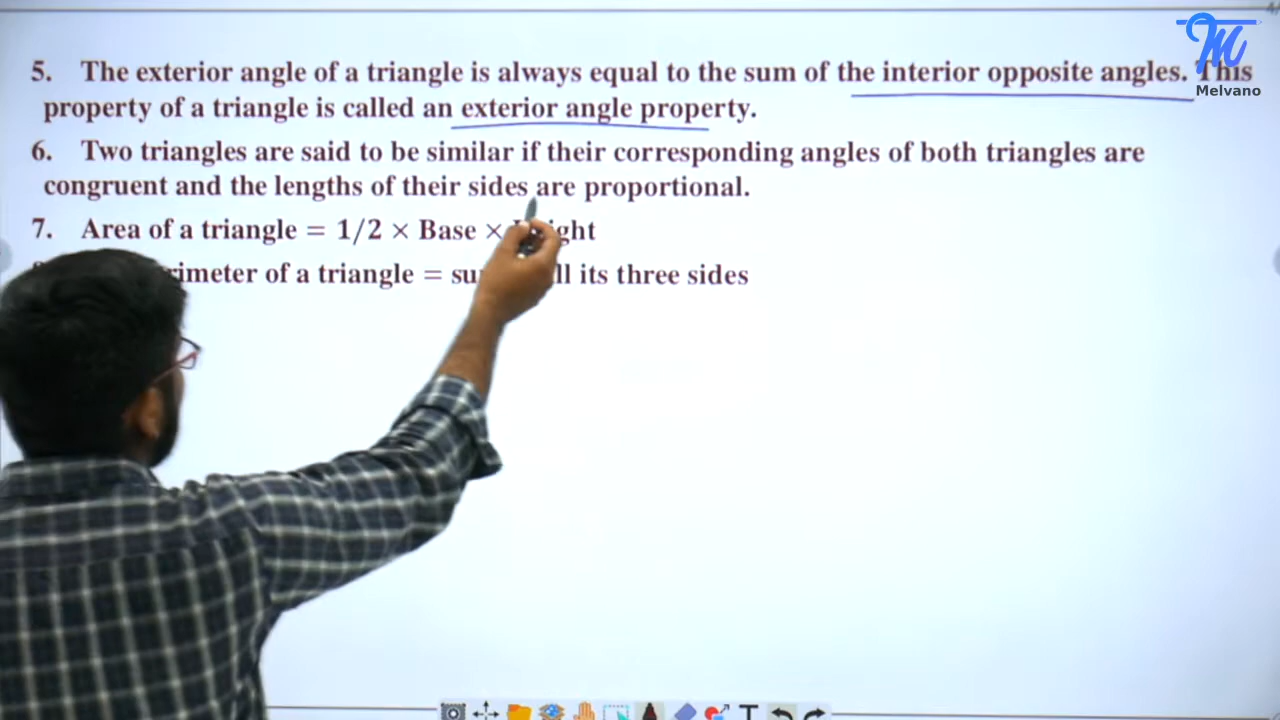 5. The exterior angle of a triangle is always equal to the sum of the interior opposite angles. This
property of a triangle is called an exterior angle property.
6. Two triangles are said to be similar if their corresponding angles of both triangles are
congruent and the lengths of their sides are proportional.
7. Area of a triangle = 1/2 × Base ×
of a triangle = its three sides
Melvano